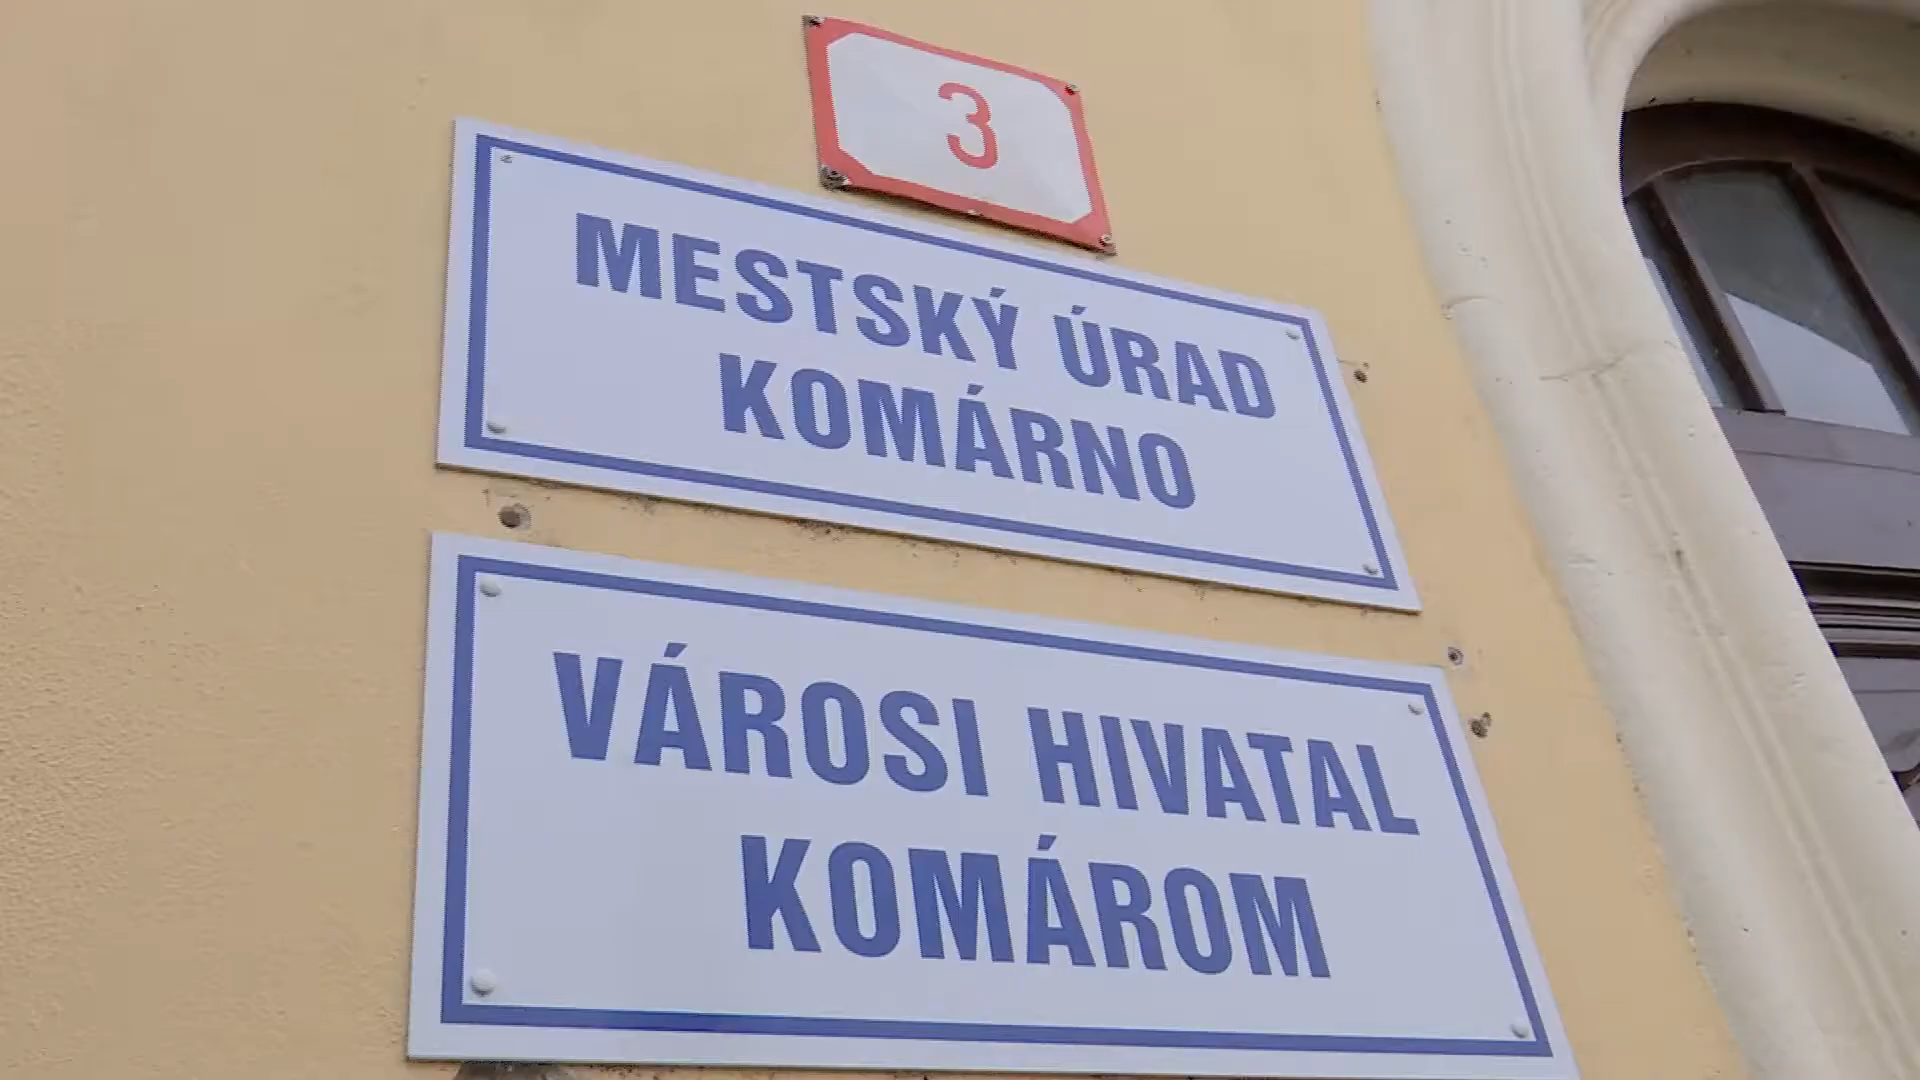 3
MESTSKÝ ÚRAD
KOMÁRNO
VÁROSI HIVATAL
KOMÁROM